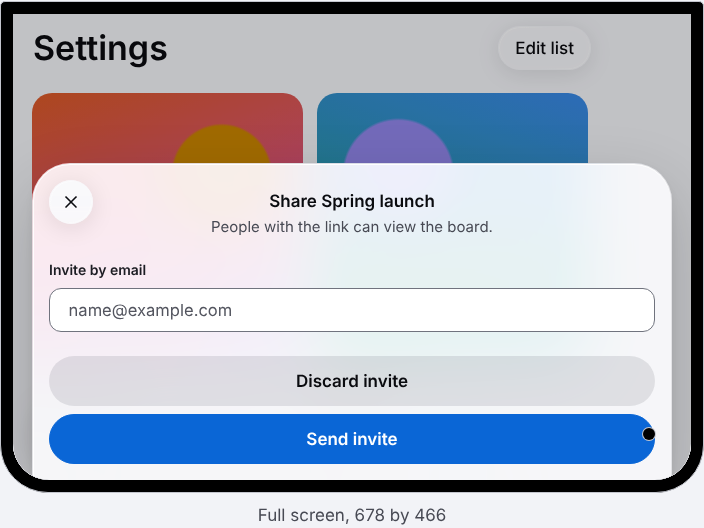 Settings
Edit list
Share Spring launch
People with the link can view the board.
Invite by email
name@example.com
Discard invite
Send invite
Full screen, 678 by 466